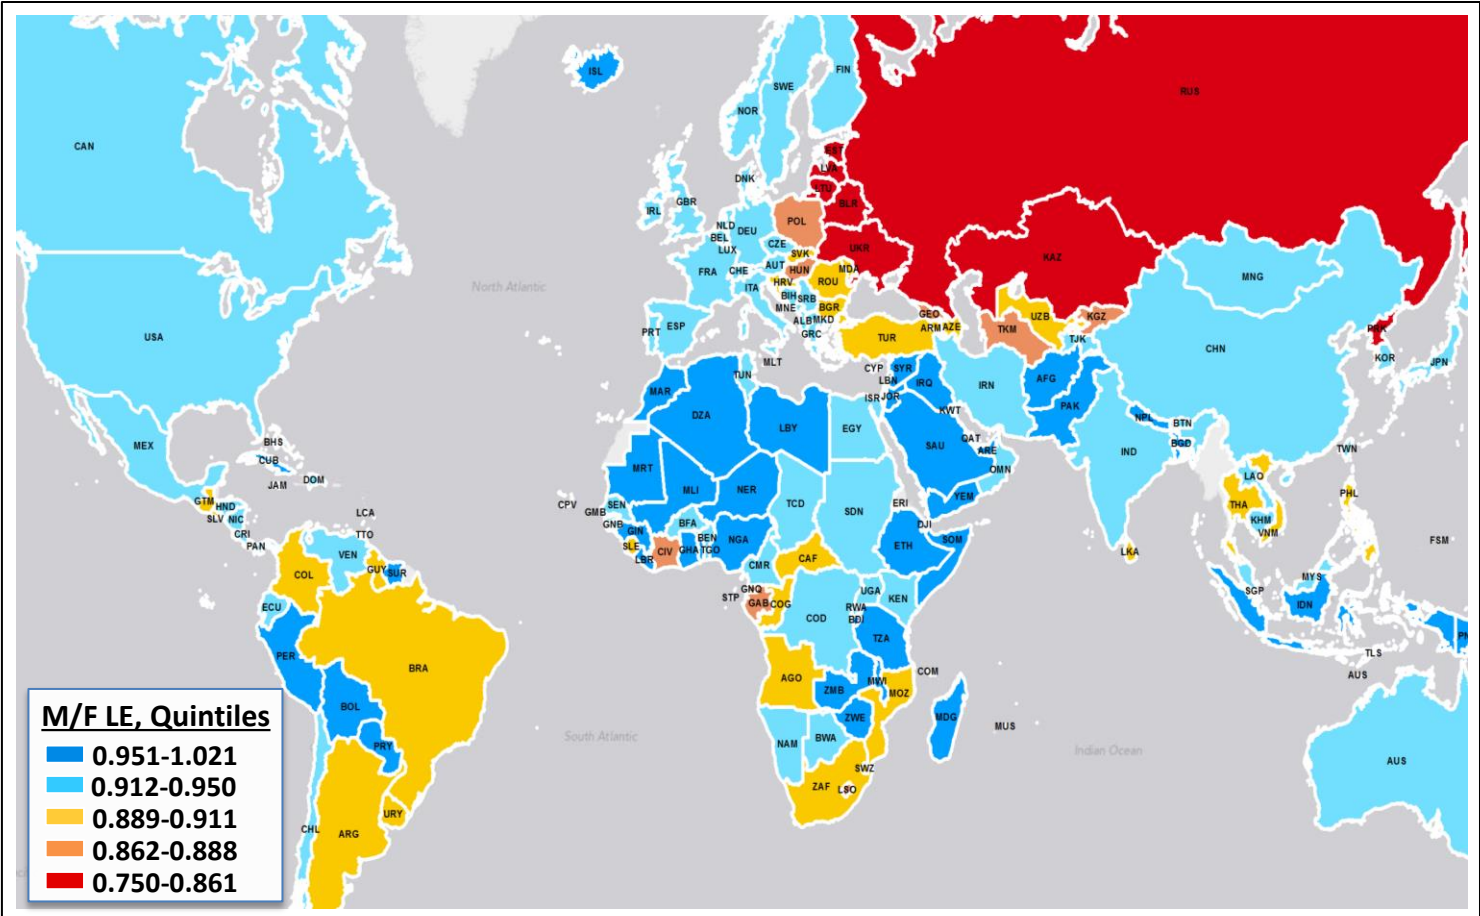 ISL
FIN
SWE
NOR
RUS
CAN
EST
LVA
LTU
DNK
BLR
IRL
GBR
POL
NLD
DEU
BEL
CZE
UKR
LUX
SVK
KAZ
AUT
HUN
MDA
FRA
CHE
MNG
HRV
ROU
ITA
North Atlantic
BIH
SRB
MNE
BGR
GEO
UZB
KGZ
ALB
MKD
ARM
AZE
TKM
PRK
PRT
ESP
GRC
USA
TUR
TJK
CHN
KOR
JPN
MLT
CYP
SYR
TUN
LBN
IRQ
AFG
IRN
MAR
ISR
JOR
PAK
DZA
KWT
NPL
BTN
LBY
EGY
QAT
SAU
ARE
BGD
TWN
BHS
MEX
CUB
IND
MRT
OMN
DOM
LAO
JAM
MLI
NER
YEM
PHL
GTM
HND
CPV
SEN
TCD
ERI
THA
LCA
GMB
SLV
NIC
SDN
KHM
GNB
BFA
DJI
VNM
CRI
TTO
GIN
BEN
NGA
SOM
FSM
PAN
SLE
CIV
GHA
TGO
ETH
LKA
VEN
LBR
CAF
GUY
SUR
CMR
COL
MYS
GNQ
UGA
SGP
STP
GAB
COG
KEN
ECU
RWA
IDN
COD
BDI
PER
TZA
TLS
BRA
COM
AUS
AGO
MWI
ZMB
MOZ
BOL
ZWE
MDG
MUS
South Atlantic
PRY
NAM
BWA
Indian Ocean
AUS
SWZ
ZAF
LSO
URY
CHL
ARG
M/F LE, Quintiles
0.951-1.021
0.912-0.950
0.889-0.911
0.862-0.888
0.750-0.861